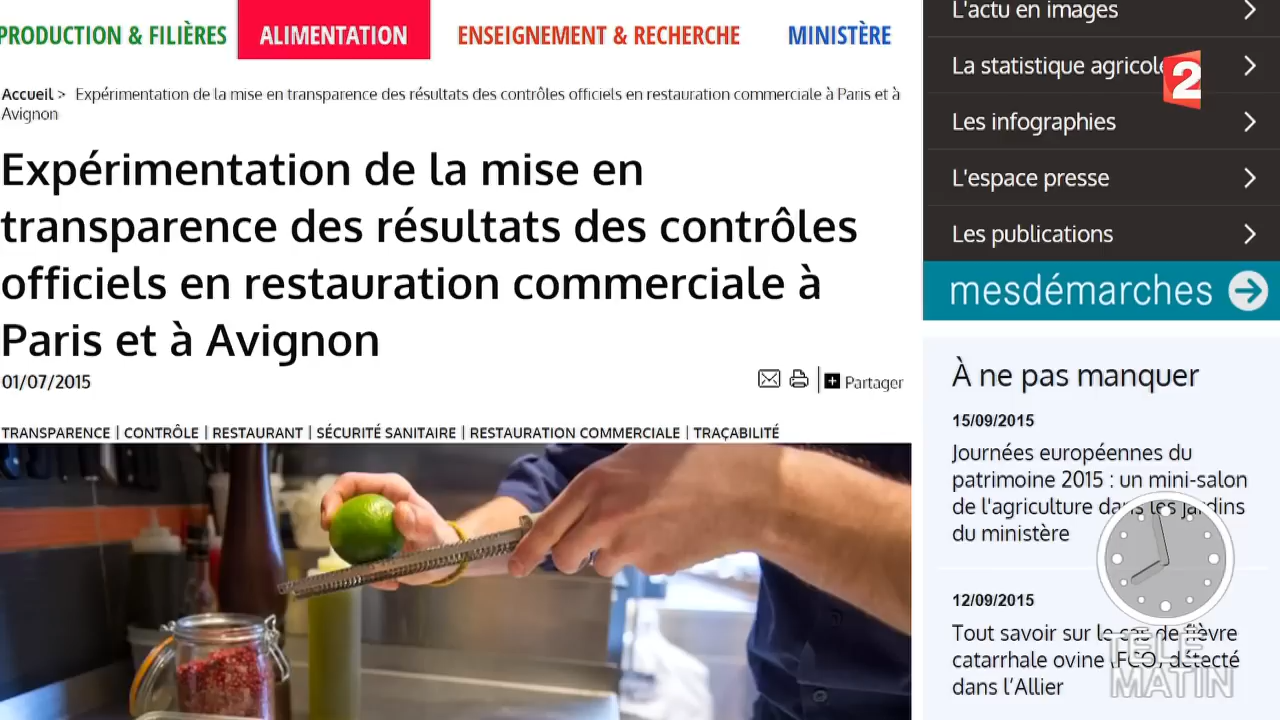 PRODUCTION & FILIÈRES
ALIMENTATION
ENSEIGNEMENT & RECHERCHE
MINISTÈRE
Accueil > Expérimentation de la mise en transparence des résultats des contrôles officiels en restauration commerciale à Paris et à
Avignon
Expérimentation de la mise en
transparence des résultats des contrôles
officiels en restauration commerciale à
Paris et à Avignon
01/07/2015
Partager
TRANSPARENCE | CONTRÔLE | RESTAURANT | SÉCURITÉ SANITAIRE | RESTAURATION COMMERCIALE | TRAÇABILITÉ
L'actu en images
La statistique agricole
2
Les infographies
L'espace presse
Les publications
mesdémarches
À ne pas manquer
15/09/2015
Journées européennes du
patrimoine 2015 : un mini-salon
de l'agriculture dans les jardins
du ministère
12/09/2015
Tout savoir sur le cas de fièvre
catarrhale ovine (FCO) détecté
dans l'Allier
TÉLÉ
MATIN